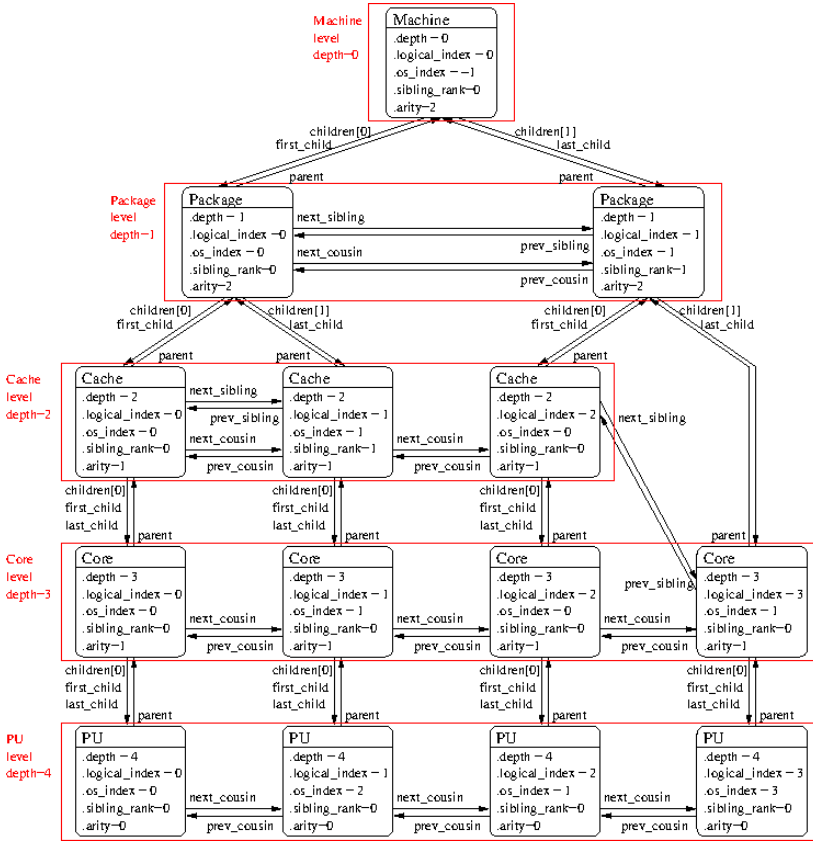 Machine
level
depth=0
Machine
.depth=0
.logical_index=0
.os_index=-1
.sibling_rank=0
.arity=2
children[0]
first_child
children[1]
last_child
parent
parent
Package
level
depth=1
Package
.depth=1
.logical_index=0
.os_index=0
.sibling_rank=0
.arity=2
next_sibling
prev_sibling
next_cousin
prev_cousin
Package
.depth=1
.logical_index=1
.os_index=1
.sibling_rank=1
.arity=2
children[0]
first_child
children[1]
last_child
children[0]
first_child
children[1]
last_child
parent
parent
parent
Cache
level
depth=2
Cache
.depth=2
.logical_index=0
.os_index=0
.sibling_rank=0
.arity=1
next_sibling
prev_sibling
next_cousin
prev_cousin
Cache
.depth=2
.logical_index=1
.os_index=1
.sibling_rank=1
.arity=1
next_cousin
prev_cousin
Cache
.depth=2
.logical_index=2
.os_index=0
.sibling_rank=0
.arity=1
next_sibling
prev_sibling
children[0]
first_child
last_child
children[0]
first_child
last_child
children[0]
first_child
last_child
parent
parent
parent
parent
Core
level
depth=3
Core
.depth=3
.logical_index=0
.os_index=0
.sibling_rank=0
.arity=1
next_cousin
prev_cousin
Core
.depth=3
.logical_index=1
.os_index=1
.sibling_rank=0
.arity=1
next_cousin
prev_cousin
Core
.depth=3
.logical_index=2
.os_index=0
.sibling_rank=0
.arity=1
next_cousin
prev_cousin
Core
.depth=3
.logical_index=3
.os_index=1
.sibling_rank=0
.arity=1
children[0]
first_child
last_child
children[0]
first_child
last_child
children[0]
first_child
last_child
children[0]
first_child
last_child
parent
parent
parent
parent
PU
level
depth=4
PU
.depth=4
.logical_index=0
.os_index=0
.sibling_rank=0
.arity=0
next_cousin
prev_cousin
PU
.depth=4
.logical_index=1
.os_index=2
.sibling_rank=0
.arity=0
next_cousin
prev_cousin
PU
.depth=4
.logical_index=2
.os_index=1
.sibling_rank=0
.arity=0
next_cousin
prev_cousin
PU
.depth=4
.logical_index=3
.os_index=3
.sibling_rank=0
.arity=0